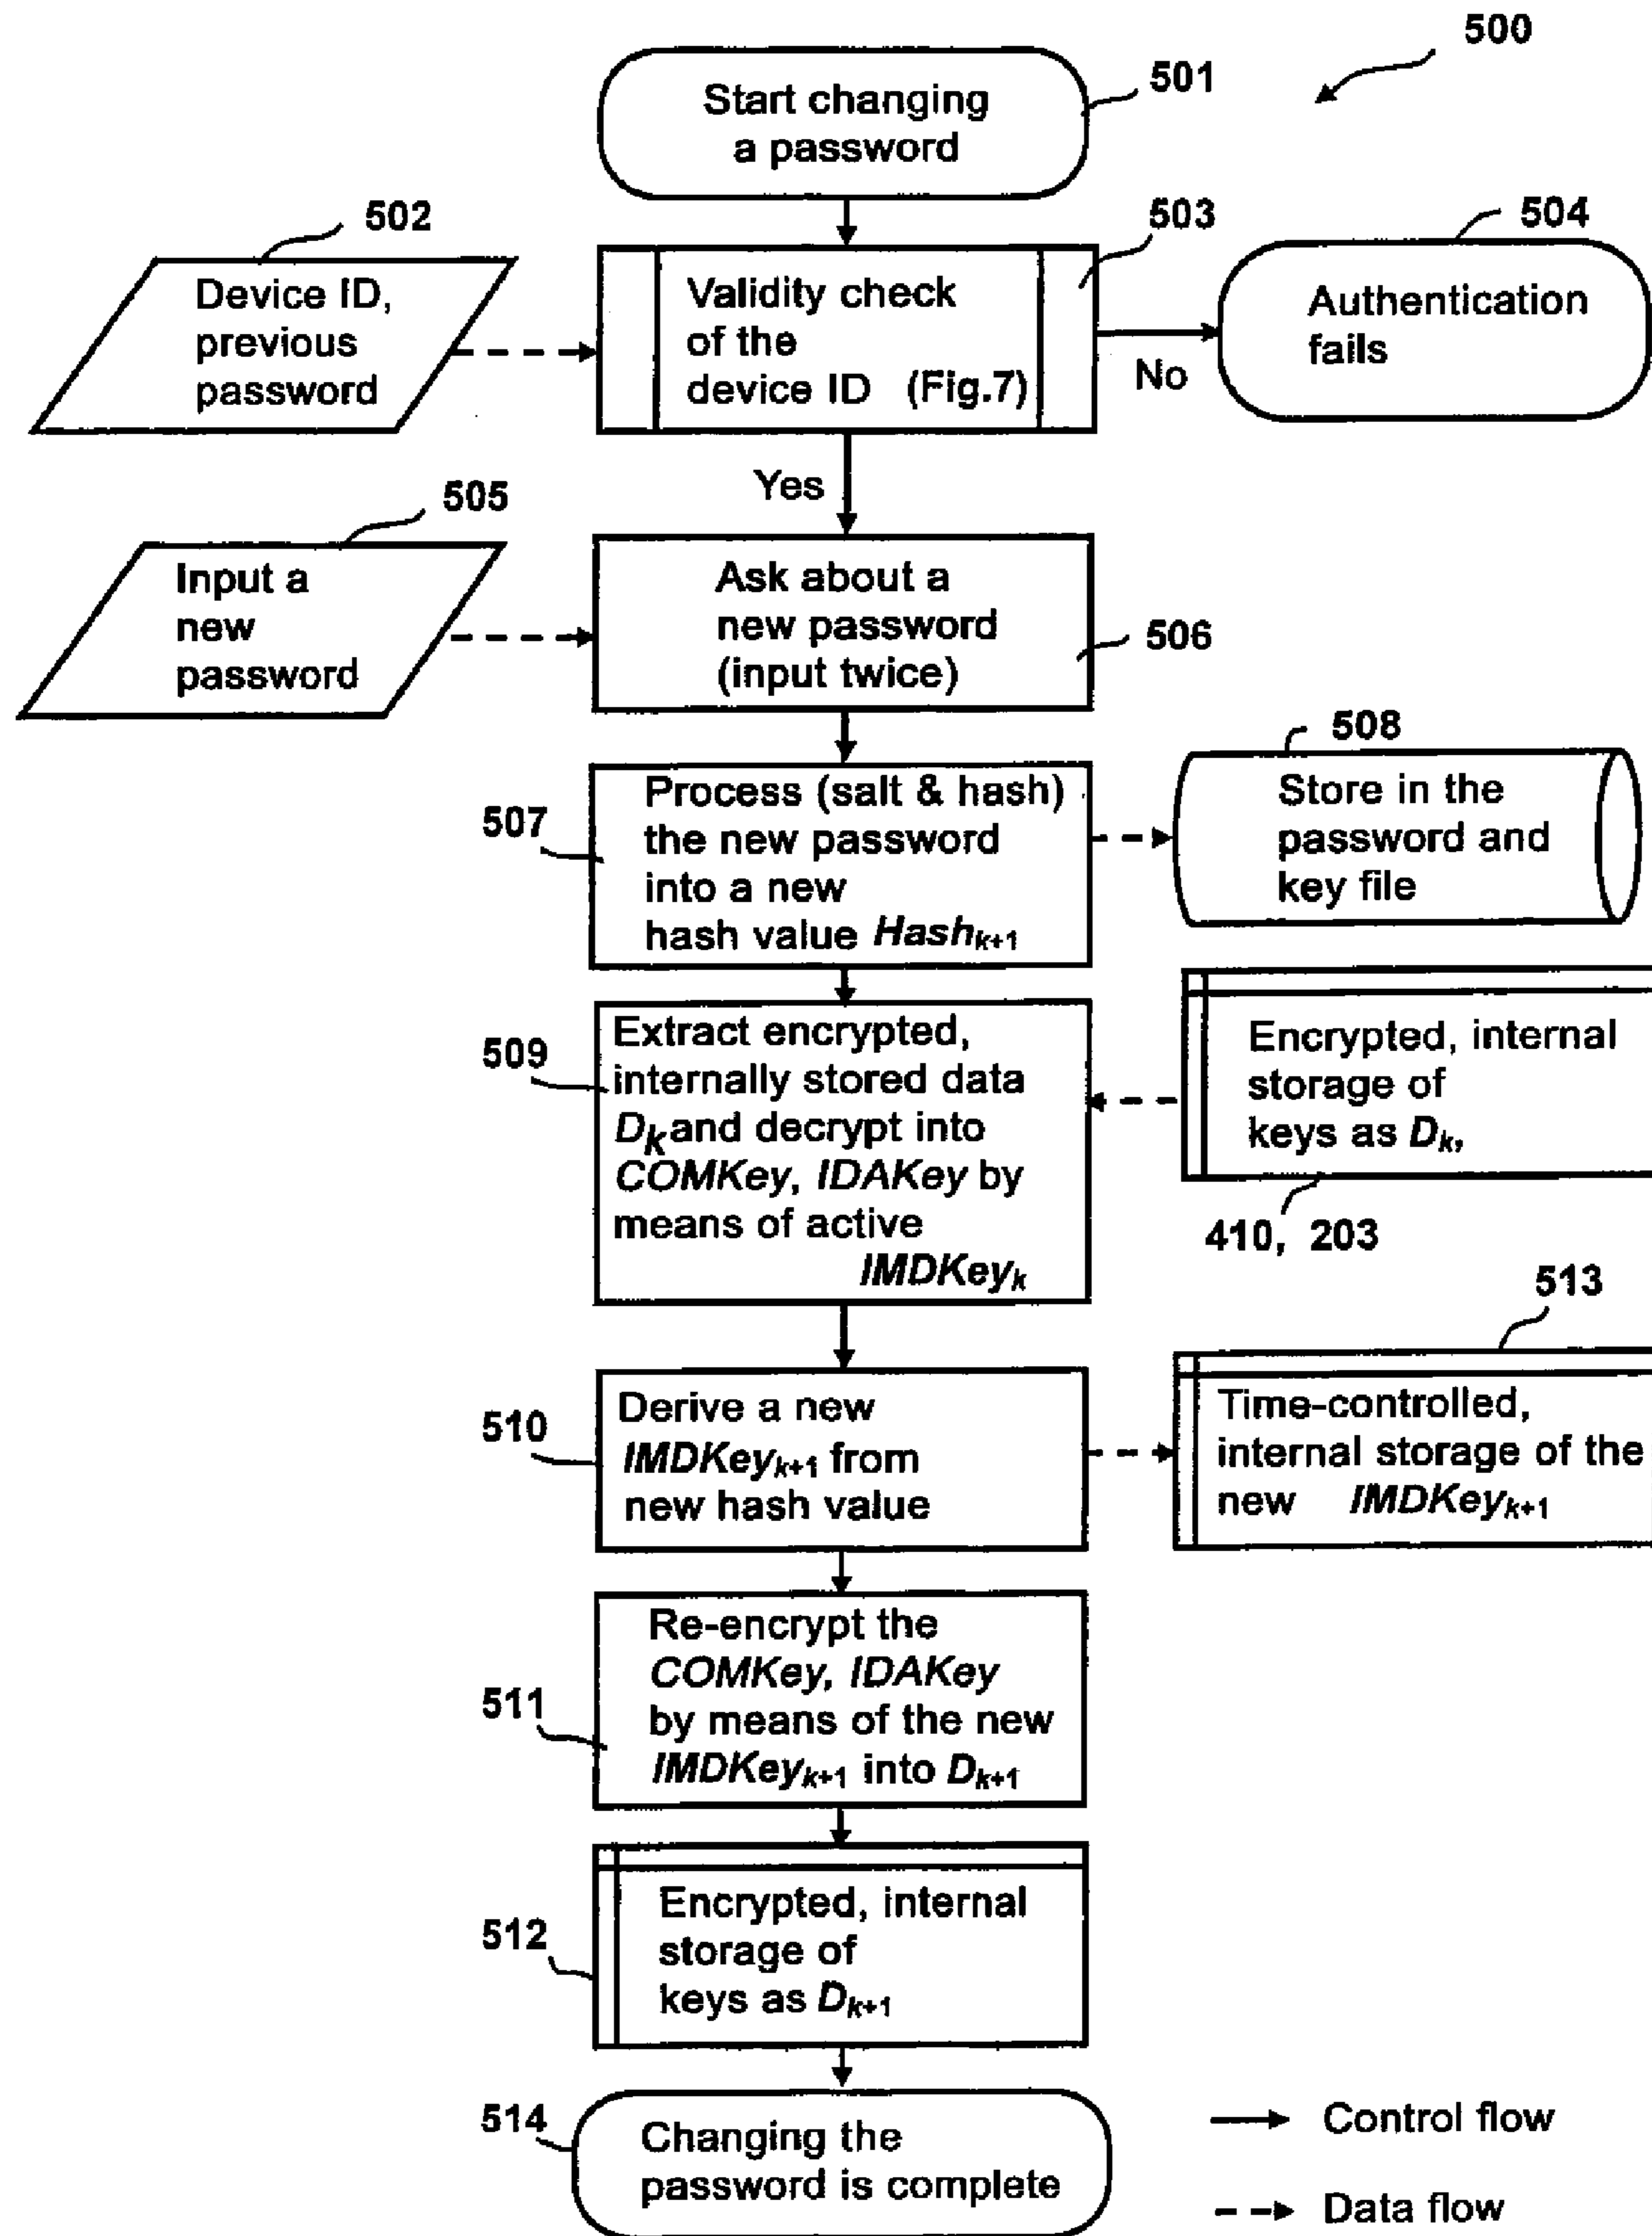 500
501
Start changing
a password
502
503
504
Device ID,
previous
password
Validity check
of the
device ID (Fig.7)
No
Authentication
fails
Yes
505
Input a
new
password
Ask about a
new password
(input twice)
506
507
Process (salt & hash)
the new password
into a new
hash value Hashk+1
508
Store in the
password and
key file
509
Extract encrypted,
internally stored data
Dk and decrypt into
COMKey, IDAKey by
means of active
IMDKeyk
Encrypted, internal
storage of
keys as Dk,
410, 203
513
510
Derive a new
IMDKeyk+1 from
new hash value
Time-controlled,
internal storage of the
new IMDKeyk+1
511
Re-encrypt the
COMKey, IDAKey
by means of the new
IMDKeyk+1 into Dk+1
512
Encrypted, internal
storage of
keys as Dk+1
514
Changing the
password is complete
Control flow
Data flow